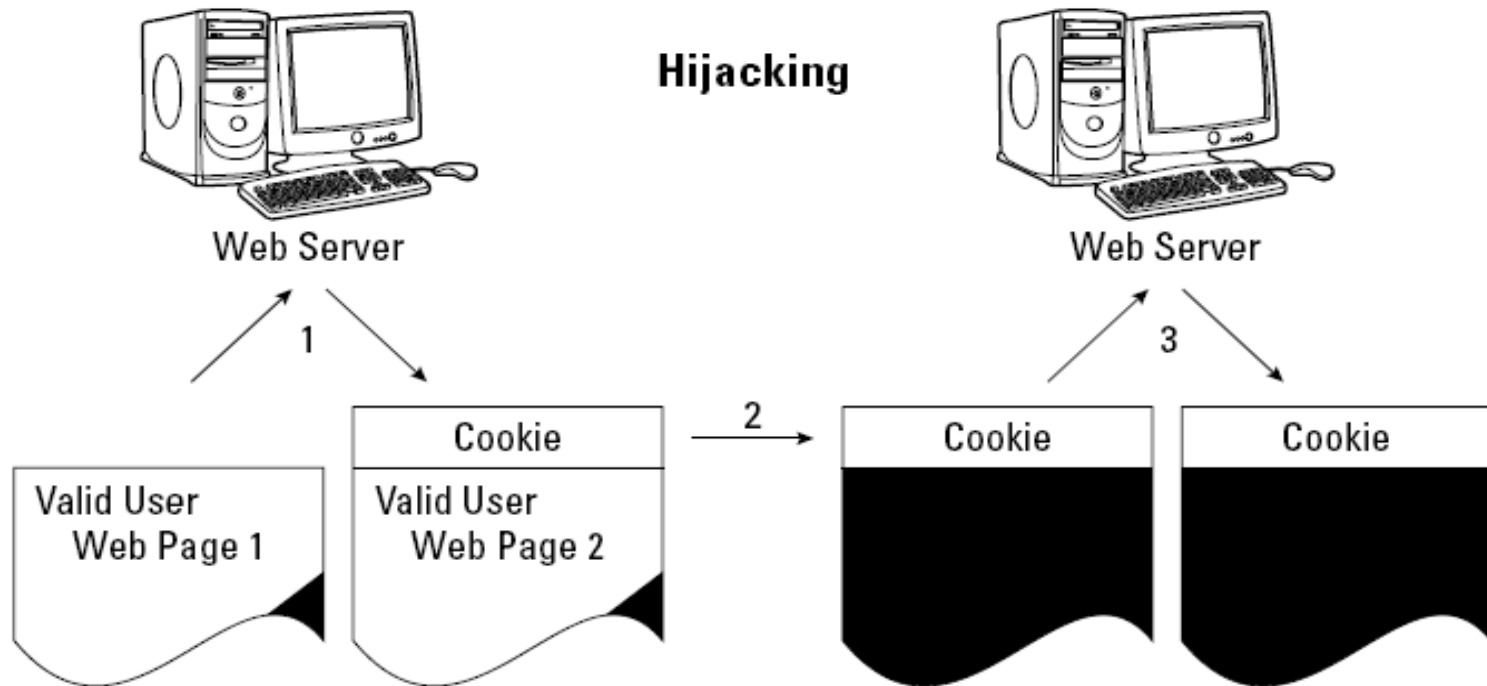 Hijacking
Web Server
Web Server
1
3
2
Cookie
Cookie
Cookie
Valid User
Web Page 1
Valid User
Web Page 2